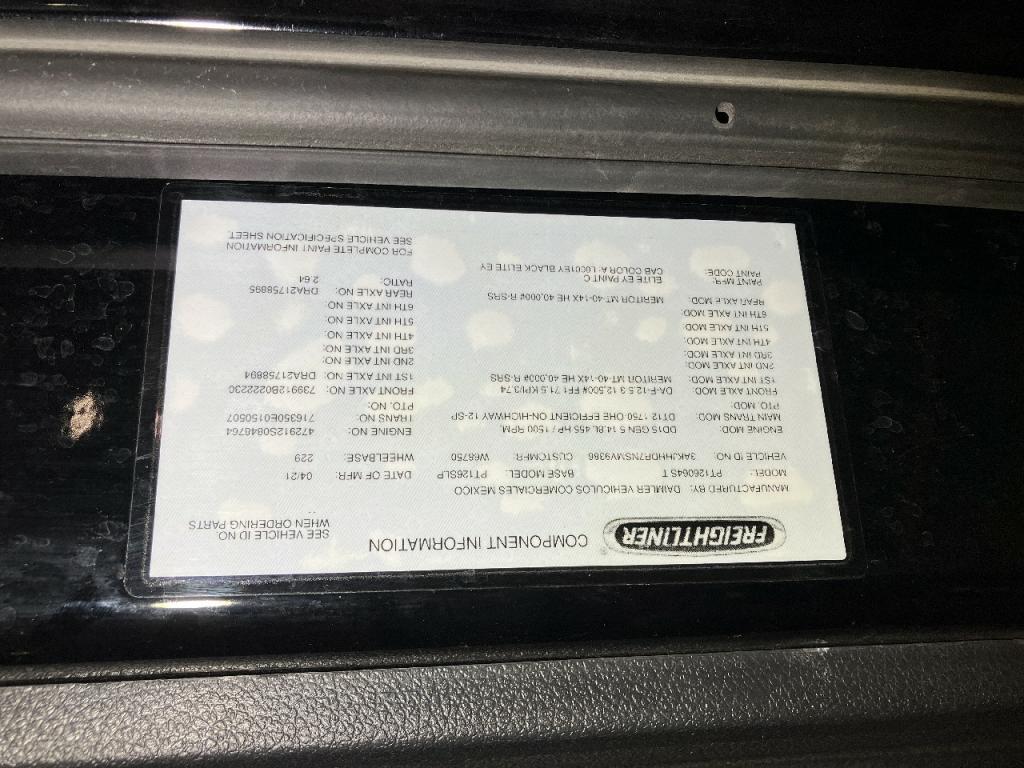 FREIGHTLINER® COMPONENT INFORMATION
SEE VEHICLE ID NO.
WHEN ORDERING PARTS
MANUFACTURED BY: DAIMLER VEHICULOS COMERCIALES MEXICO
MODEL: PT126064S T BASE MODEL: PT126SLP DATE OF MFR: 04/21
VEHICLE ID NO: 3AKJHHDR7NSMV9386 CUSTOMER: W68750 WHEELBASE: 229
ENGINE MOD: DD15 GEN 5 14.8L 455 HP / 1500 RPM, ENGINE NO: 472912S0848764
MAIN TRANS MOD: DT12 1750 OHE EFFICIENT ON-HIGHWAY 12-SP TRANS NO: 716350E0150507
PTO. MOD: PTO. NO:
FRONT AXLE MOD: DA-F-12.5-3 12,500# FF1 71.5 KPI/3.74 FRONT AXLE NO: 739912B0222230
1ST INT AXLE MOD: MERITOR MT-40-14X HE 40,000# R-SRS 1ST INT AXLE NO: DRA21758894
2ND INT AXLE MOD: 2ND INT AXLE NO:
3RD INT AXLE MOD: 3RD INT AXLE NO:
4TH INT AXLE MOD: 4TH INT AXLE NO:
5TH INT AXLE MOD: 5TH INT AXLE NO:
6TH INT AXLE MOD 6TH INT AXLE NO:
REAR AXLE MOD: MERITOR MT-40-14X HE 40,000# R-SRS REAR AXLE NO: DRA21758895
RATIO: 2.64
PAINT MFR: ELITE EY PAINT C
PAINT CODE: CAB COLOR A: L0001EY BLACK ELITE EY
FOR COMPLETE PAINT INFORMATION
SEE VEHICLE SPECIFICATION SHEET.